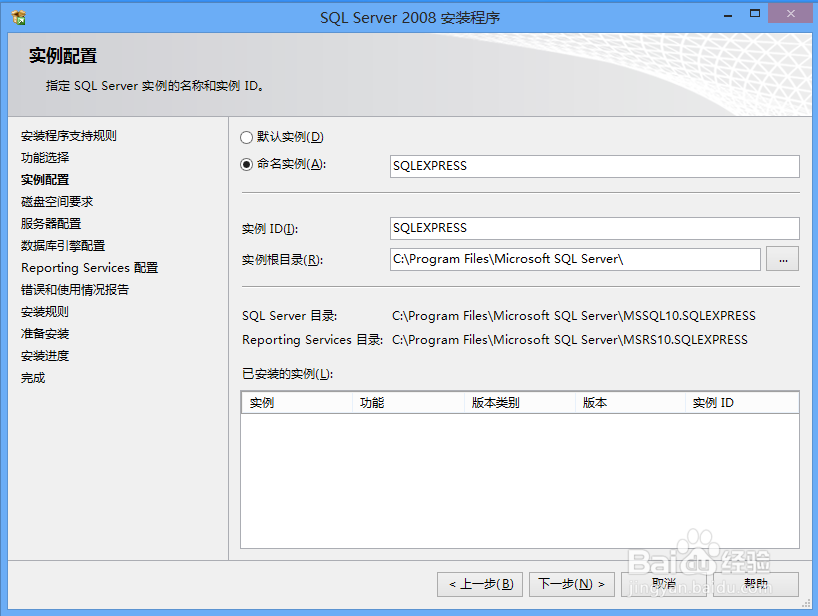 SQL Server 2008 安装程序
实例配置
指定 SQL Server 实例的名称和实例 ID。
安装程序支持规则
功能选择
实例配置
磁盘空间要求
服务器配置
数据库引擎配置
Reporting Services 配置
错误和使用情况报告
安装规则
准备安装
安装进度
完成
默认实例(D)
命名实例(A): SQLEXPRESS
实例 ID(I): SQLEXPRESS
实例根目录(R): C:\Program Files\Microsoft SQL Server\ ...
SQL Server 目录: C:\Program Files\Microsoft SQL Server\MSSQL10.SQLEXPRESS
Reporting Services 目录: C:\Program Files\Microsoft SQL Server\MSRS10.SQLEXPRESS
已安装的实例(L):
实例 功能 版本类别 版本 实例 ID
< 上一步(B) 下一步(N) > 取消 帮助
Baidu 经验
jingyan.baidu.com